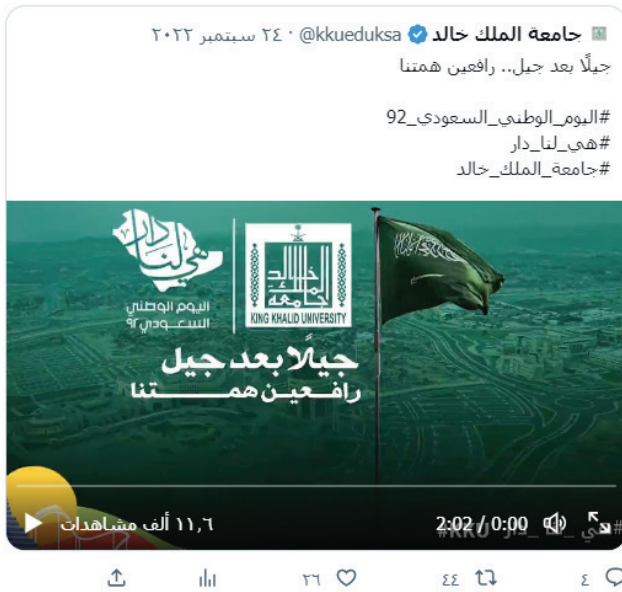 جامعة الملك خالد @kkueduksa · ٢٤ سبتمبر ٢٠٢٢
جيلًا بعد جيل.. رافعين همتنا
#اليوم_الوطني_السعودي_92
#هي_لنا_دار
#جامعة_الملك_خالد
هي لنا دار
اليوم الوطني
السعودي ٩٢
جامعة الملك خالد
KING KHALID UNIVERSITY
جيلًا بعد جيل
رافعين همتنا
#هي_لنا_دار #KKU
١١,٦ ألف مشاهدات
2:02 / 0:00
٤
٤٤
٢٦